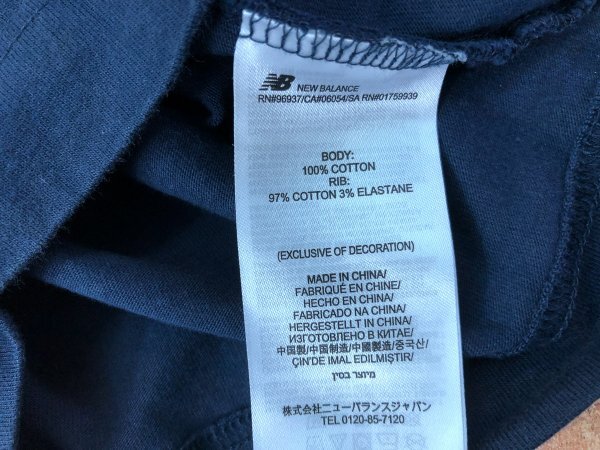 NB NEW BALANCE
RN#96937/CA#06054/SA RN#01759939
BODY:
100% COTTON
RIB:
97% COTTON 3% ELASTANE
(EXCLUSIVE OF DECORATION)
MADE IN CHINA/
FABRIQUÉ EN CHINE/
HECHO EN CHINA/
FABRICADO NA CHINA/
HERGESTELLT IN CHINA/
ИЗГОТОВЛЕНО В КИТАЕ/
中国製/中国制造/中國製造/중국산/
ÇIN'DE IMAL EDILMIŞTIR/
מיוצר בסין
株式会社ニューバランスジャパン
TEL 0120-85-7120